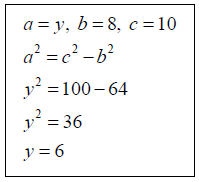 a = y, b = 8, c = 10
a² = c² – b²
y² = 100 – 64
y² = 36
y = 6